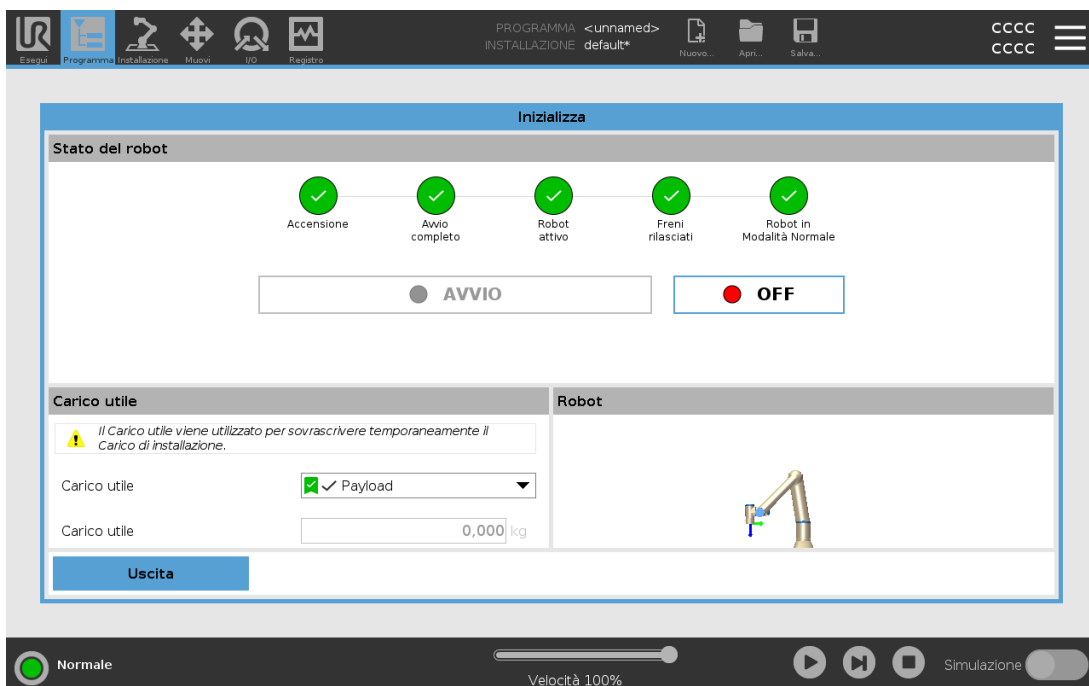 PROGRAMMA <unnamed>
INSTALLAZIONE default*
CCCC
CCCC
Esegui Programma Installazione Muovi I/O Registro Nuovo... Apri... Salva...
Inizializza
Stato del robot
Accensione
Avvio
completo
Robot
attivo
Freni
rilasciati
Robot in
Modalità Normale
AVVIO OFF
Carico utile
Il Carico utile viene utilizzato per sovrascrivere temporaneamente il
Carico di installazione.
Carico utile Payload
Carico utile 0,000 kg
Robot
Uscita
Normale
Velocità 100%
Simulazione